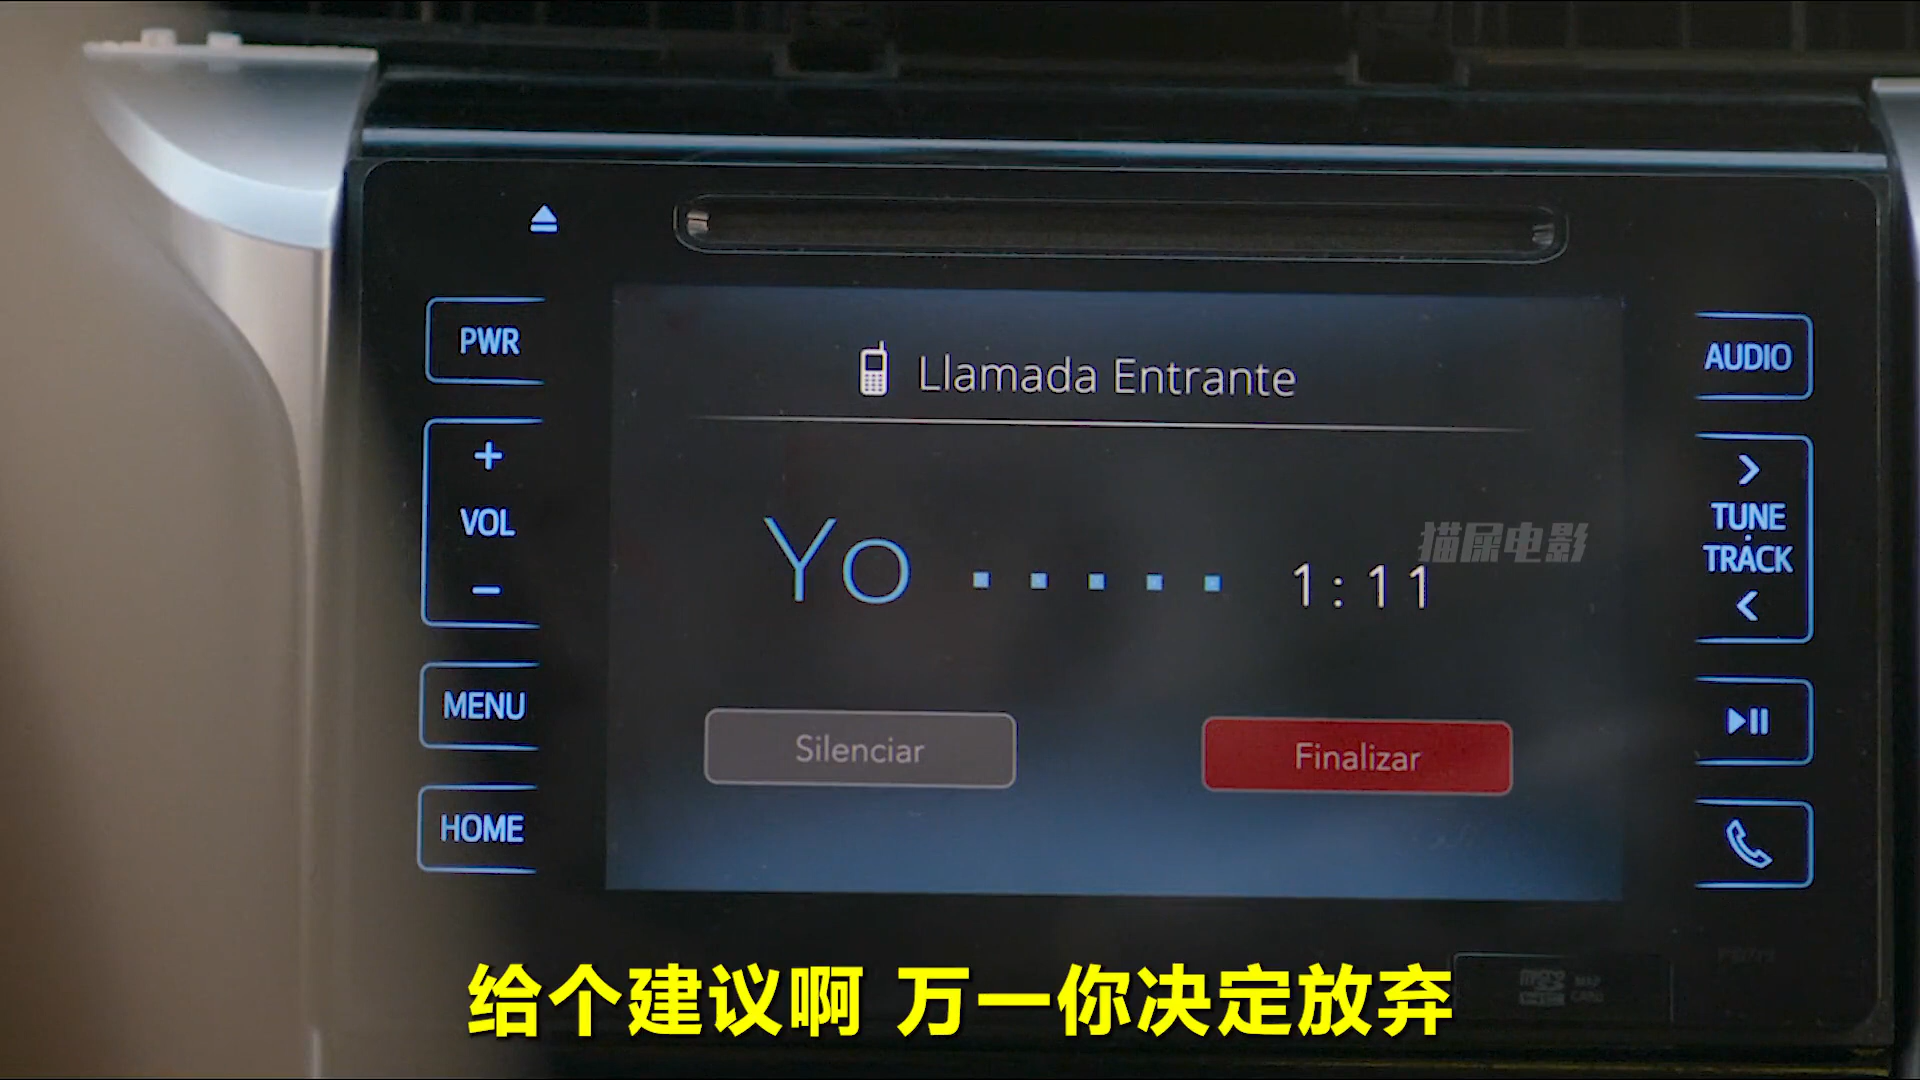 PWR
+
VOL
−
MENU
HOME
Llamada Entrante
Yo ..... 1:11
Silenciar
Finalizar
猫屎电影
AUDIO
>
TUNE
·
TRACK
<
给个建议啊 万一你决定放弃